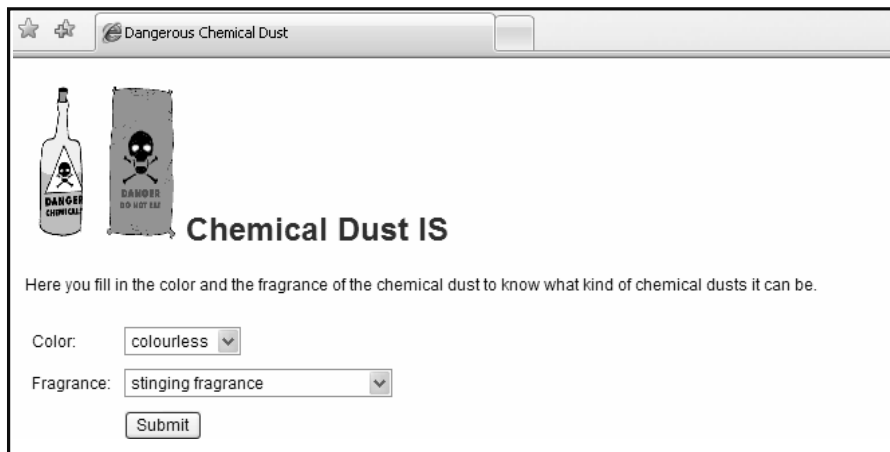 Dangerous Chemical Dust
DANGER
CHEMICALS
DANGER
DO NOT EAT
Chemical Dust IS
Here you fill in the color and the fragrance of the chemical dust to know what kind of chemical dusts it can be.
Color: colourless
Fragrance: stinging fragrance
Submit